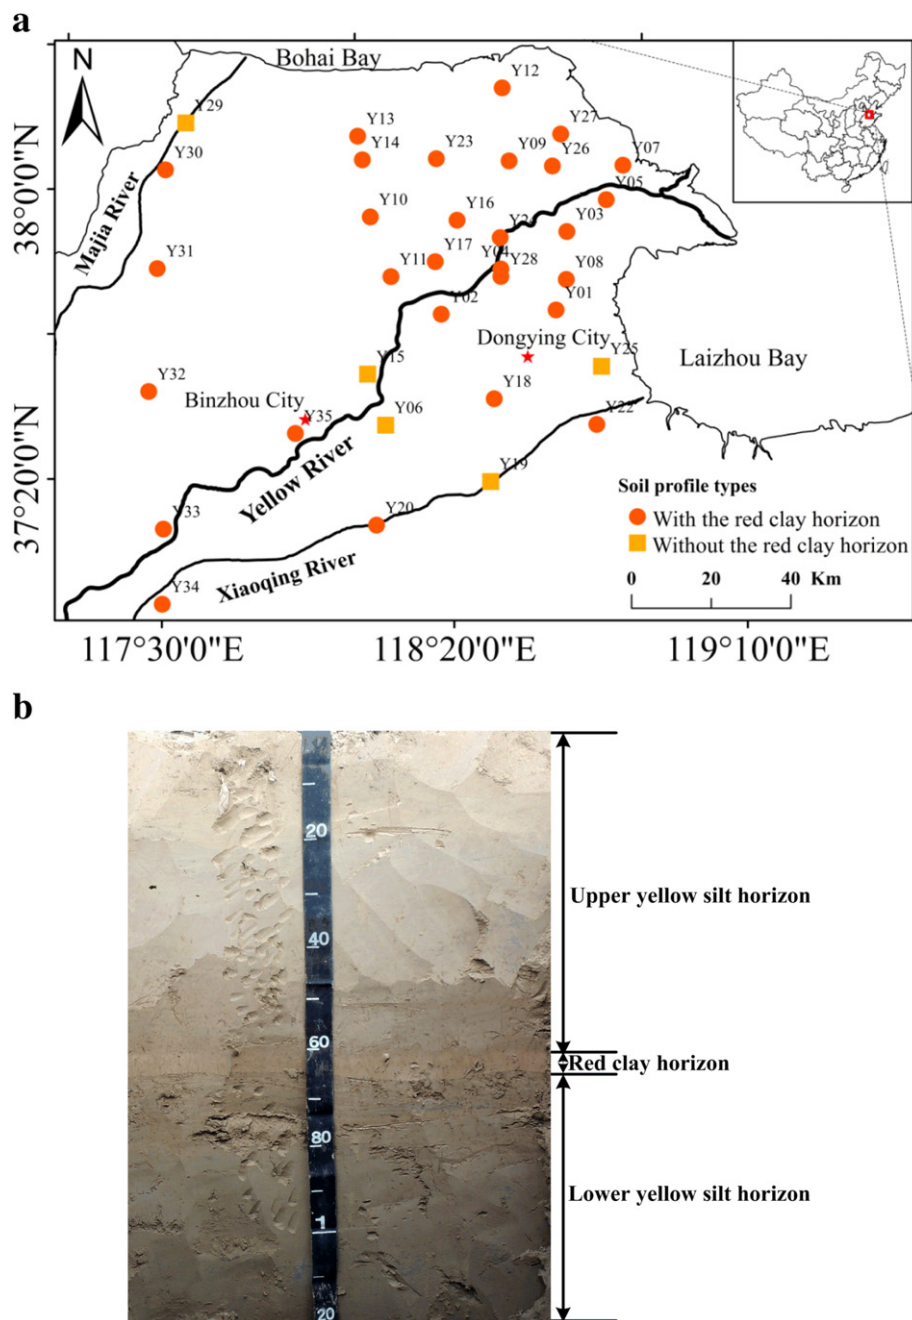 a
N
Bohai Bay
Y12
Y29
Y13
Y27
Y14
Y23
Y09
Y26
Y07
Y30
Y05
38°0'0"N
Majia River
Y10
Y16
Y24
Y03
Y31
Y11
Y17
Y04
Y28
Y08
Y02
Y01
Dongying City
Y15
Y25
Laizhou Bay
Y32
Binzhou City
Y18
Y35
Y06
Y22
37°20'0"N
Yellow River
Y19
Soil profile types
With the red clay horizon
Without the red clay horizon
Y33
Y20
Xiaoqing River
0 20 40 Km
Y34
117°30'0"E 118°20'0"E 119°10'0"E
b
20
Upper yellow silt horizon
40
60
Red clay horizon
80
Lower yellow silt horizon
1
20